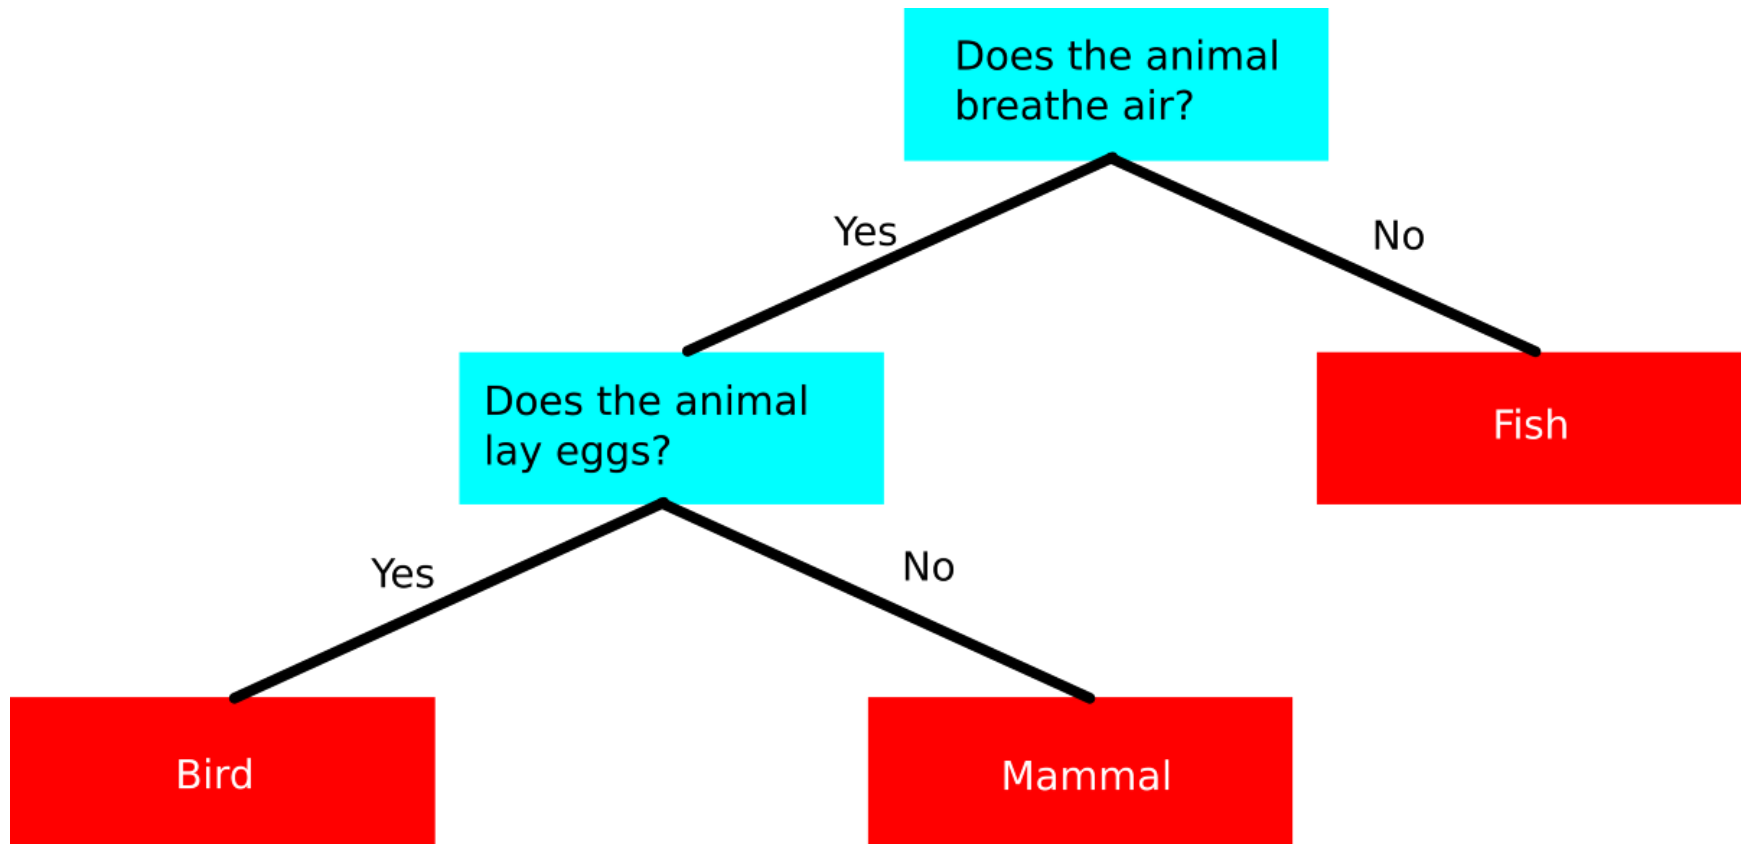 Does the animal
breathe air?
Yes
No
Does the animal
lay eggs?
Fish
Yes
No
Bird
Mammal